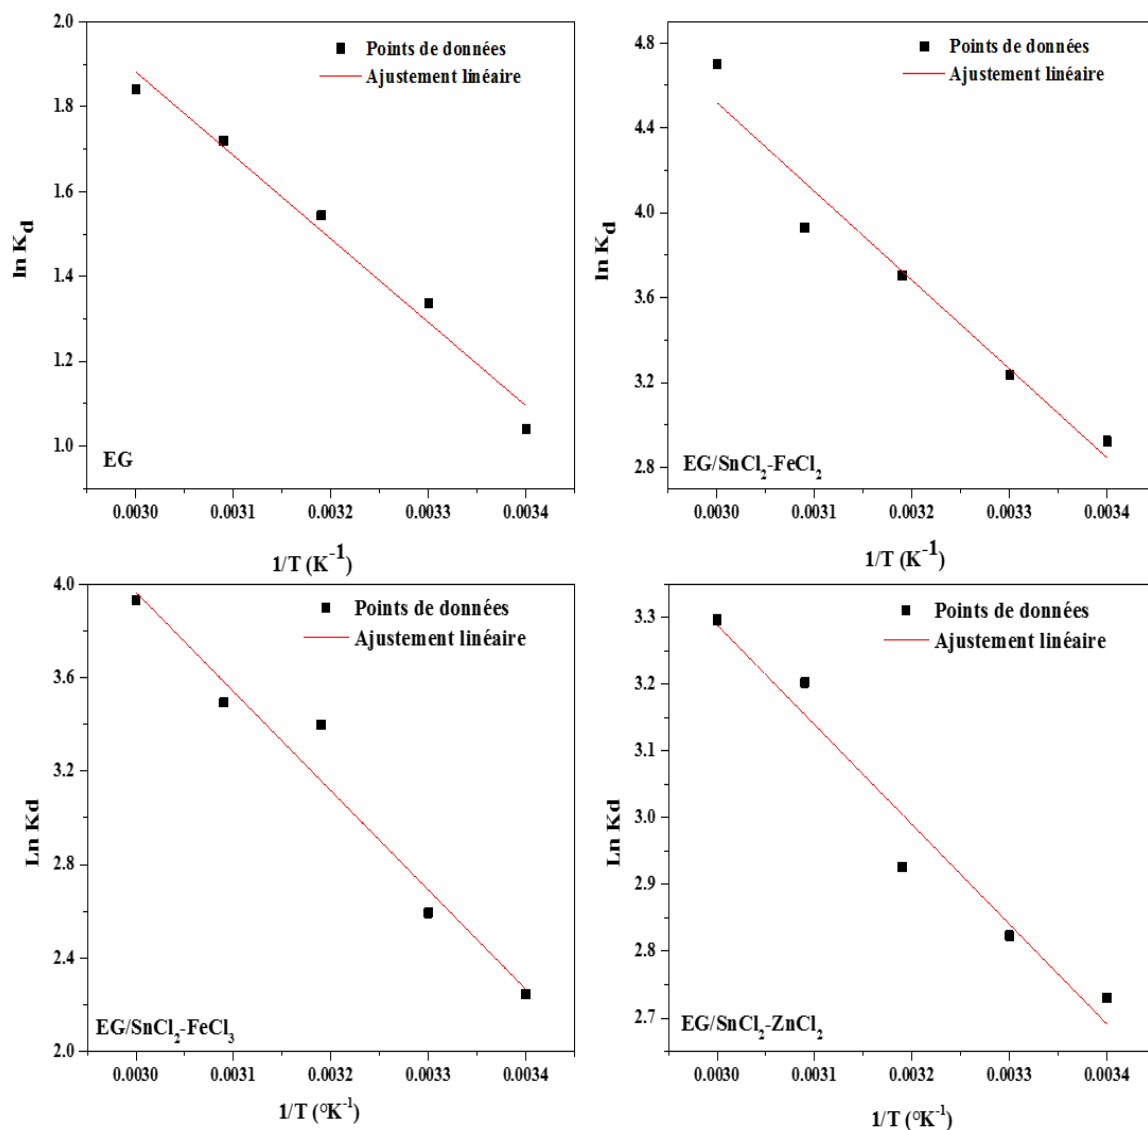 2.0
1.8
1.6
1.4
1.2
1.0
ln K_d
Points de données
Ajustement linéaire
EG
0.0030 0.0031 0.0032 0.0033 0.0034
1/T (K⁻¹)
4.8
4.4
4.0
3.6
3.2
2.8
ln K_d
Points de données
Ajustement linéaire
EG/SnCl₂-FeCl₂
0.0030 0.0031 0.0032 0.0033 0.0034
1/T (K⁻¹)
4.0
3.6
3.2
2.8
2.4
2.0
Ln Kd
Points de données
Ajustement linéaire
EG/SnCl₂-FeCl₃
0.0030 0.0031 0.0032 0.0033 0.0034
1/T (°K⁻¹)
3.3
3.2
3.1
3.0
2.9
2.8
2.7
Ln Kd
Points de données
Ajustement linéaire
EG/SnCl₂-ZnCl₂
0.0030 0.0031 0.0032 0.0033 0.0034
1/T (°K⁻¹)